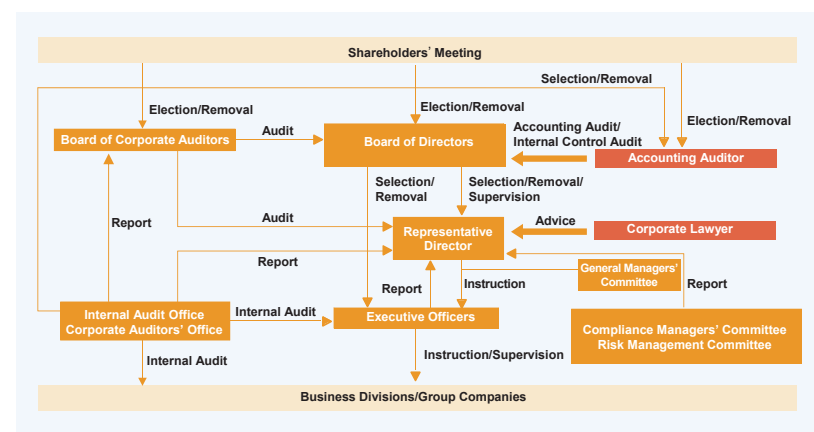 Shareholders' Meeting
Selection/Removal
Election/Removal
Election/Removal
Election/Removal
Board of Corporate Auditors
Audit
Board of Directors
Accounting Audit/
Internal Control Audit
Accounting Auditor
Selection/
Removal
Selection/Removal/
Supervision
Report
Audit
Representative
Director
Advice
Corporate Lawyer
Report
General Managers'
Committee
Report
Instruction
Report
Internal Audit Office
Corporate Auditors' Office
Internal Audit
Executive Officers
Compliance Managers' Committee
Risk Management Committee
Internal Audit
Instruction/Supervision
Business Divisions/Group Companies